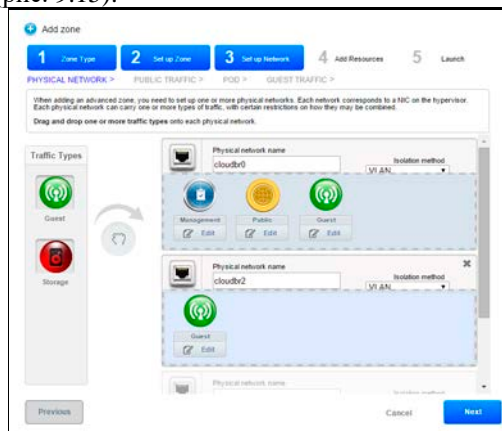 (рис. 9.15).
Add zone
1 Zone Type 2 Set up Zone 3 Set up Network 4 Add Resources 5 Launch
PHYSICAL NETWORK > PUBLIC TRAFFIC > POD > GUEST TRAFFIC >
When adding an advanced zone, you need to set up one or more physical networks. Each network corresponds to a NIC on the hypervisor.
Each physical network can carry one or more types of traffic, with certain restrictions on how they may be combined.
Drag and drop one or more traffic types onto each physical network.
Traffic Types
Guest
Storage
Physical network name
cloudbr0
Isolation method
VLAN
Management
Public
Guest
Edit
Edit
Edit
Physical network name
cloudbr2
Isolation method
VLAN
Guest
Edit
Physical network name
Isolation method
Previous
Cancel
Next